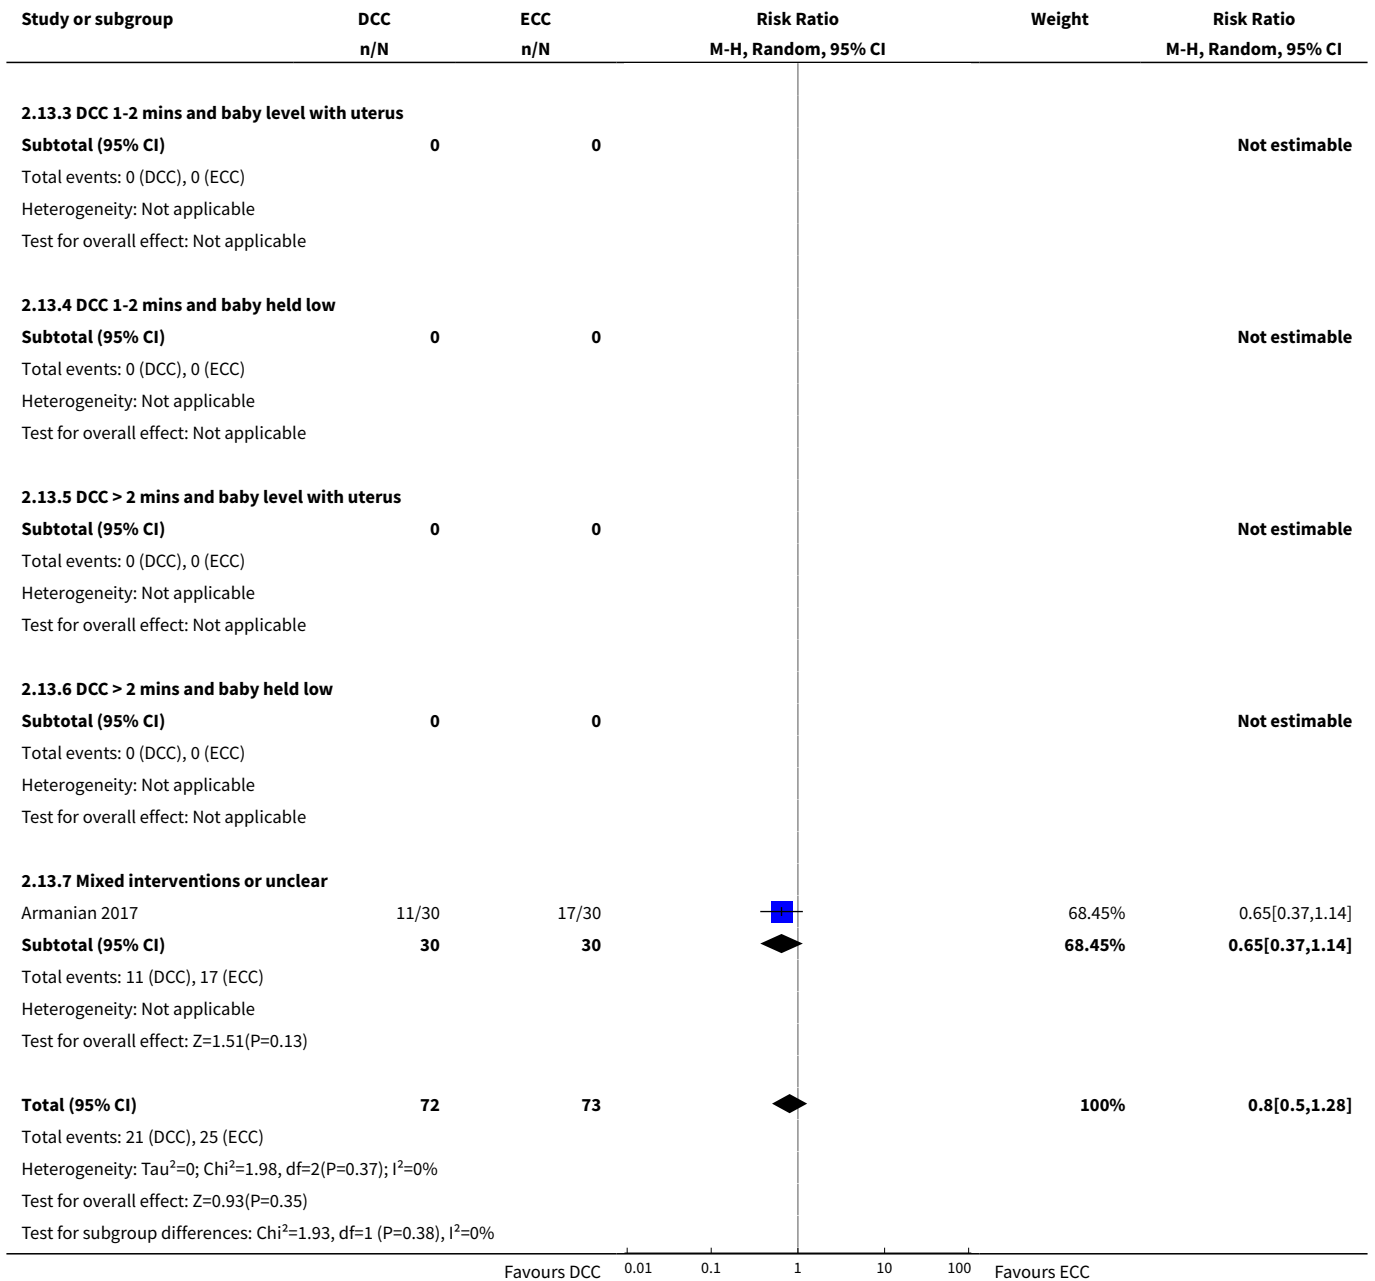 Study or subgroup DCC ECC Risk Ratio Weight Risk Ratio
n/N n/N M-H, Random, 95% CI M-H, Random, 95% CI
2.13.3 DCC 1-2 mins and baby level with uterus
Subtotal (95% CI) 0 0 Not estimable
Total events: 0 (DCC), 0 (ECC)
Heterogeneity: Not applicable
Test for overall effect: Not applicable
2.13.4 DCC 1-2 mins and baby held low
Subtotal (95% CI) 0 0 Not estimable
Total events: 0 (DCC), 0 (ECC)
Heterogeneity: Not applicable
Test for overall effect: Not applicable
2.13.5 DCC > 2 mins and baby level with uterus
Subtotal (95% CI) 0 0 Not estimable
Total events: 0 (DCC), 0 (ECC)
Heterogeneity: Not applicable
Test for overall effect: Not applicable
2.13.6 DCC > 2 mins and baby held low
Subtotal (95% CI) 0 0 Not estimable
Total events: 0 (DCC), 0 (ECC)
Heterogeneity: Not applicable
Test for overall effect: Not applicable
2.13.7 Mixed interventions or unclear
Armanian 2017 11/30 17/30 68.45% 0.65[0.37,1.14]
Subtotal (95% CI) 30 30 68.45% 0.65[0.37,1.14]
Total events: 11 (DCC), 17 (ECC)
Heterogeneity: Not applicable
Test for overall effect: Z=1.51(P=0.13)
Total (95% CI) 72 73 100% 0.8[0.5,1.28]
Total events: 21 (DCC), 25 (ECC)
Heterogeneity: Tau²=0; Chi²=1.98, df=2(P=0.37); I²=0%
Test for overall effect: Z=0.93(P=0.35)
Test for subgroup differences: Chi²=1.93, df=1 (P=0.38), I²=0%
Favours DCC 0.01 0.1 1 10 100 Favours ECC